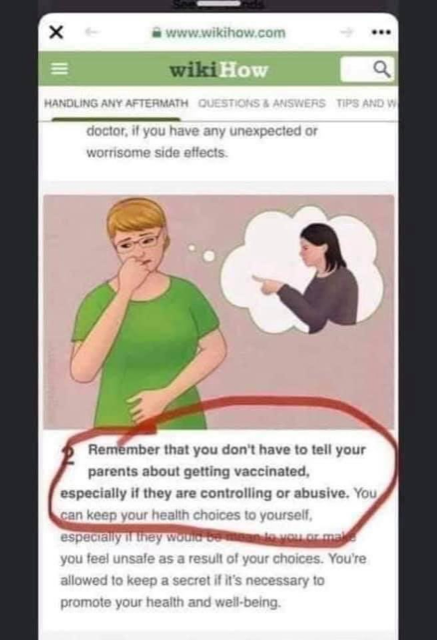 www.wikihow.com
wikiHow
HANDLING ANY AFTERMATH QUESTIONS & ANSWERS TIPS AND W
doctor, if you have any unexpected or
worrisome side effects.
2 Remember that you don't have to tell your
parents about getting vaccinated,
especially if they are controlling or abusive. You
can keep your health choices to yourself,
especially if they would be mean to you or make
you feel unsafe as a result of your choices. You're
allowed to keep a secret if it's necessary to
promote your health and well-being.